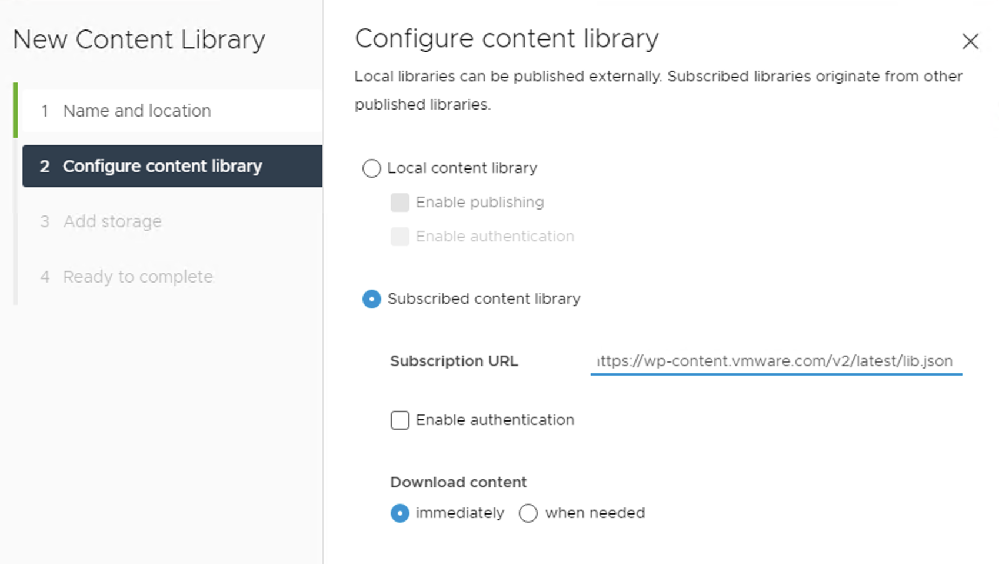 New Content Library
1 Name and location
2 Configure content library
3 Add storage
4 Ready to complete
Configure content library
Local libraries can be published externally. Subscribed libraries originate from other
published libraries.
Local content library
Enable publishing
Enable authentication
Subscribed content library
Subscription URL ttps://wp-content.vmware.com/v2/latest/lib.json
Enable authentication
Download content
immediately when needed